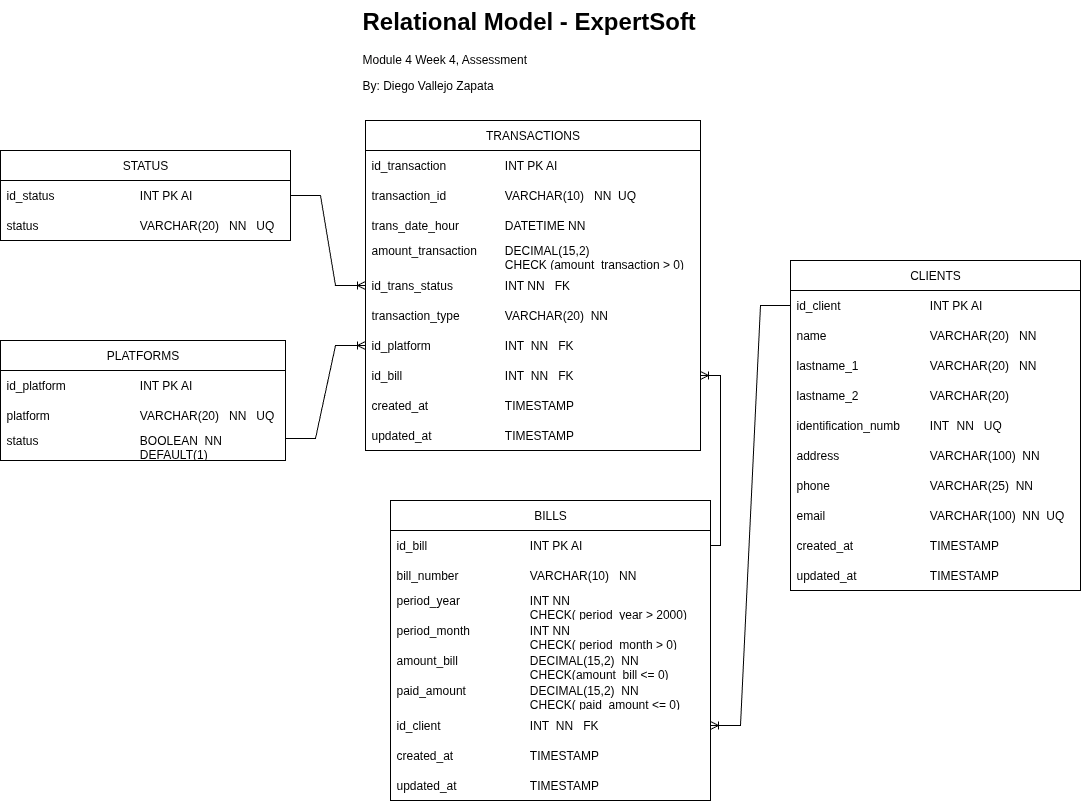 Relational Model - ExpertSoft
Module 4 Week 4, Assessment
By: Diego Vallejo Zapata
STATUS
id_status INT PK AI
status VARCHAR(20) NN UQ
PLATFORMS
id_platform INT PK AI
platform VARCHAR(20) NN UQ
status BOOLEAN NN
DEFAULT(1)
TRANSACTIONS
id_transaction INT PK AI
transaction_id VARCHAR(10) NN UQ
trans_date_hour DATETIME NN
amount_transaction DECIMAL(15,2)
CHECK (amount_transaction > 0)
id_trans_status INT NN FK
transaction_type VARCHAR(20) NN
id_platform INT NN FK
id_bill INT NN FK
created_at TIMESTAMP
updated_at TIMESTAMP
BILLS
id_bill INT PK AI
bill_number VARCHAR(10) NN
period_year INT NN
CHECK( period_year > 2000)
period_month INT NN
CHECK( period_month > 0)
amount_bill DECIMAL(15,2) NN
CHECK(amount_bill <= 0)
paid_amount DECIMAL(15,2) NN
CHECK( paid_amount <= 0)
id_client INT NN FK
created_at TIMESTAMP
updated_at TIMESTAMP
CLIENTS
id_client INT PK AI
name VARCHAR(20) NN
lastname_1 VARCHAR(20) NN
lastname_2 VARCHAR(20)
identification_numb INT NN UQ
address VARCHAR(100) NN
phone VARCHAR(25) NN
email VARCHAR(100) NN UQ
created_at TIMESTAMP
updated_at TIMESTAMP